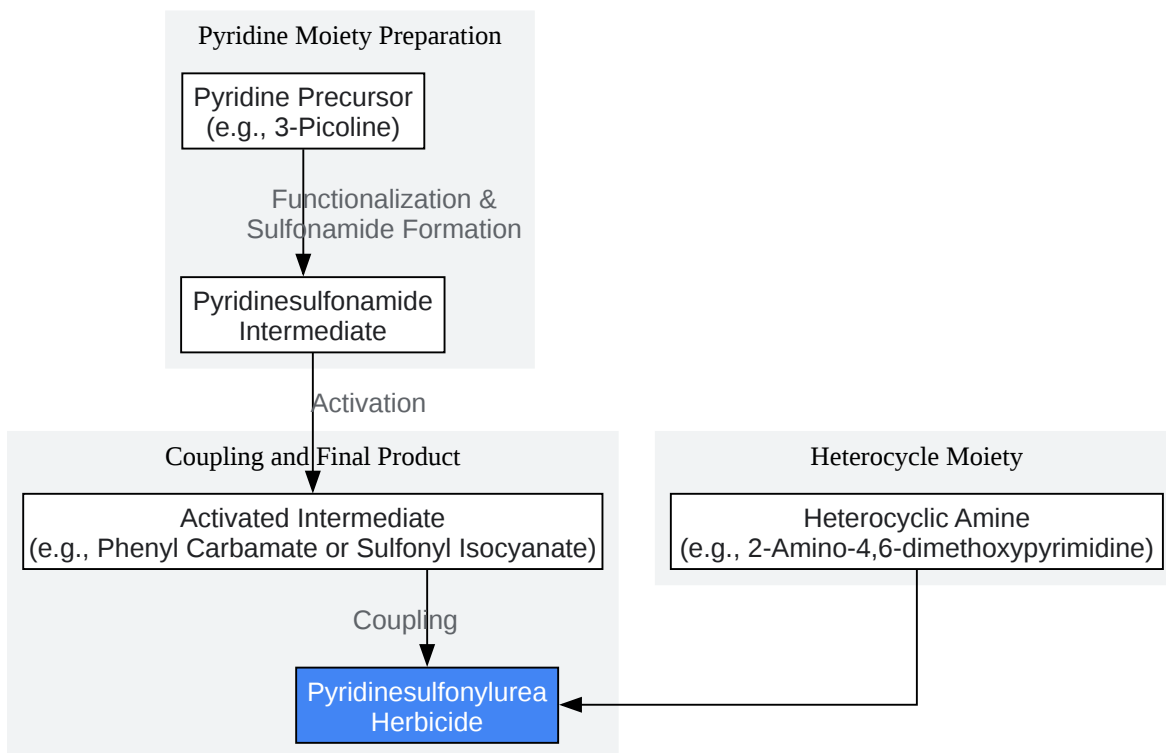 Pyridine Moiety Preparation
Pyridine Precursor
(e.g., 3-Picoline)
Functionalization &
Sulfonamide Formation
Pyridinesulfonamide
Intermediate
Activation
Coupling and Final Product
Activated Intermediate
(e.g., Phenyl Carbamate or Sulfonyl Isocyanate)
Heterocycle Moiety
Heterocyclic Amine
(e.g., 2-Amino-4,6-dimethoxypyrimidine)
Coupling
Pyridinesulfonylurea
Herbicide